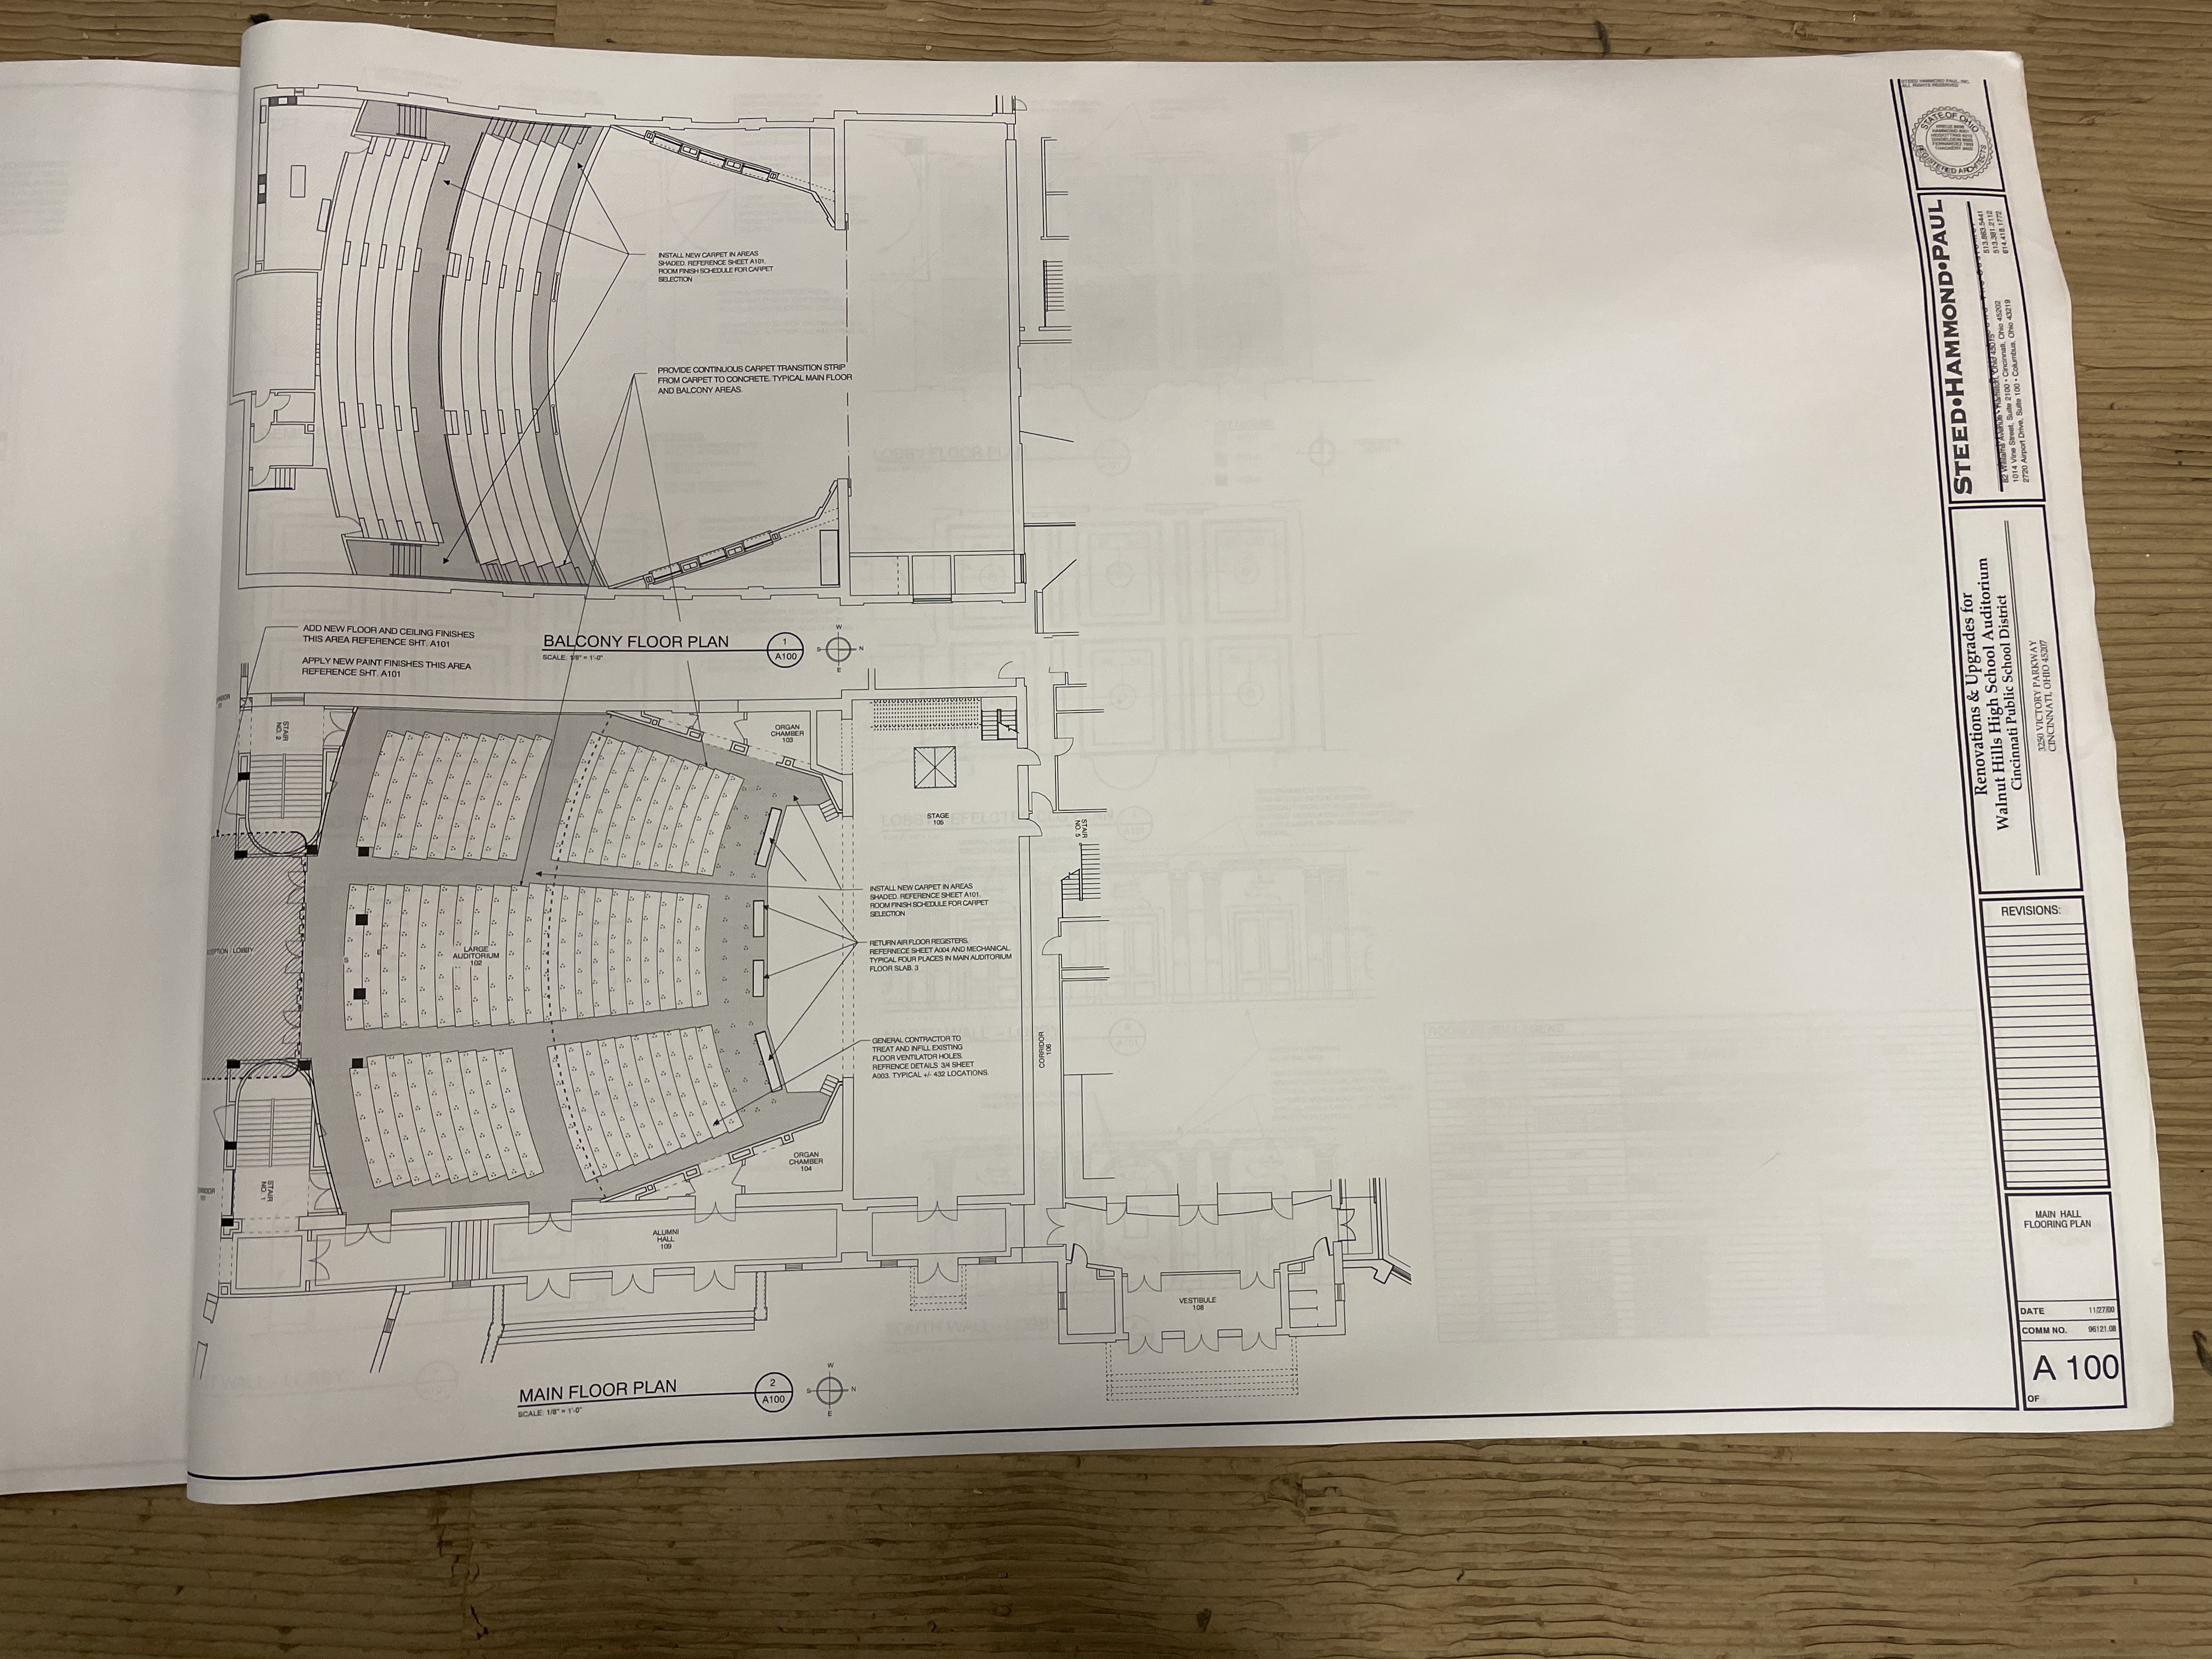 INSTALL NEW CARPET IN AREAS
SHADED. REFERENCE SHEET A101,
ROOM FINISH SCHEDULE FOR CARPET
SELECTION
PROVIDE CONTINUOUS CARPET TRANSITION STRIP
FROM CARPET TO CONCRETE. TYPICAL MAIN FLOOR
AND BALCONY AREAS.
BALCONY FLOOR PLAN
SCALE: 1/8" = 1'-0"
1
A100
W
S N
E
ADD NEW FLOOR AND CEILING FINISHES
THIS AREA REFERENCE SHT. A101
APPLY NEW PAINT FINISHES THIS AREA
REFERENCE SHT. A101
STAIR
NO. 2
ORGAN
CHAMBER
103
STAGE
105
STAIR
NO. 5
INSTALL NEW CARPET IN AREAS
SHADED. REFERENCE SHEET A101,
ROOM FINISH SCHEDULE FOR CARPET
SELECTION
LARGE
AUDITORIUM
102
RETURN AIR FLOOR REGISTERS.
REFERNECE SHEET A004 AND MECHANICAL.
TYPICAL FOUR PLACES IN MAIN AUDITORIUM
FLOOR SLAB. 3
GENERAL CONTRACTOR TO
TREAT AND INFILL EXISTING
FLOOR VENTILATOR HOLES.
REFRENCE DETAILS 3/4 SHEET
A003. TYPICAL +/- 432 LOCATIONS.
CORRIDOR
106
ORGAN
CHAMBER
104
STAIR
NO. 1
ALUMNI
HALL
109
VESTIBULE
108
MAIN FLOOR PLAN
SCALE: 1/8" = 1'-0"
2
A100
W
S N
E
STEED HAMMOND PAUL, INC.
ALL RIGHTS RESERVED
STATE OF OHIO
REGISTERED ARCHITECTS
STEED•HAMMOND•PAUL
1014 Vine Street, Suite 2100 • Cincinnati, Ohio 45202
2720 Airport Drive, Suite 100 • Columbus, Ohio 43219
513.863.5441
513.381.2112
614.418.1772
Renovations & Upgrades for
Walnut Hills High School Auditorium
Cincinnati Public School District
3250 VICTORY PARKWAY
CINCINNATI, OHIO 45207
REVISIONS:
MAIN HALL
FLOORING PLAN
DATE 11/27/00
COMM NO. 96121.08
A 100
OF